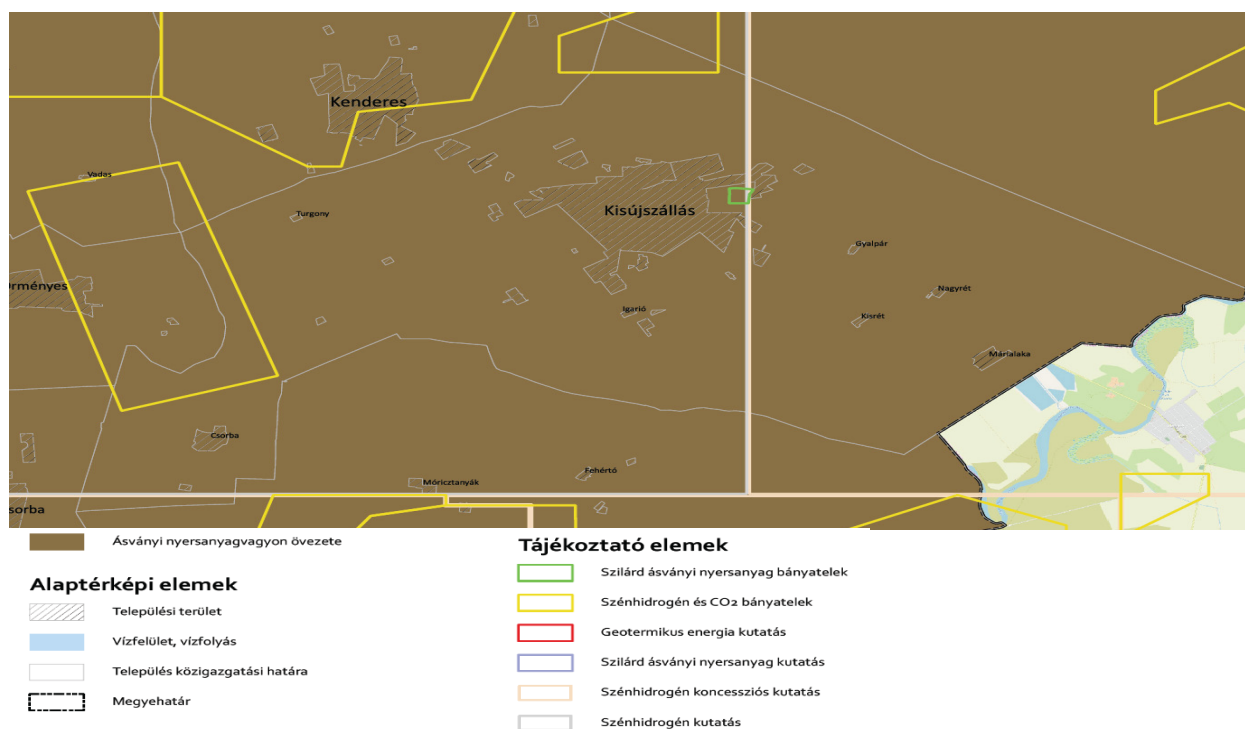 Kenderes
Vadas
Turgony
Kisújszállás
Gyalpár
Örményes
Nagyrét
Igarió
Kisrét
Márialaka
Csorba
Fehértó
Móricztanyák
sorba
Ásványi nyersanyagvagyon övezete
Alaptérképi elemek
Települési terület
Vízfelület, vízfolyás
Település közigazgatási határa
Megyehatár
Tájékoztató elemek
Szilárd ásványi nyersanyag bányatelek
Szénhidrogén és CO2 bányatelek
Geotermikus energia kutatás
Szilárd ásványi nyersanyag kutatás
Szénhidrogén koncessziós kutatás
Szénhidrogén kutatás